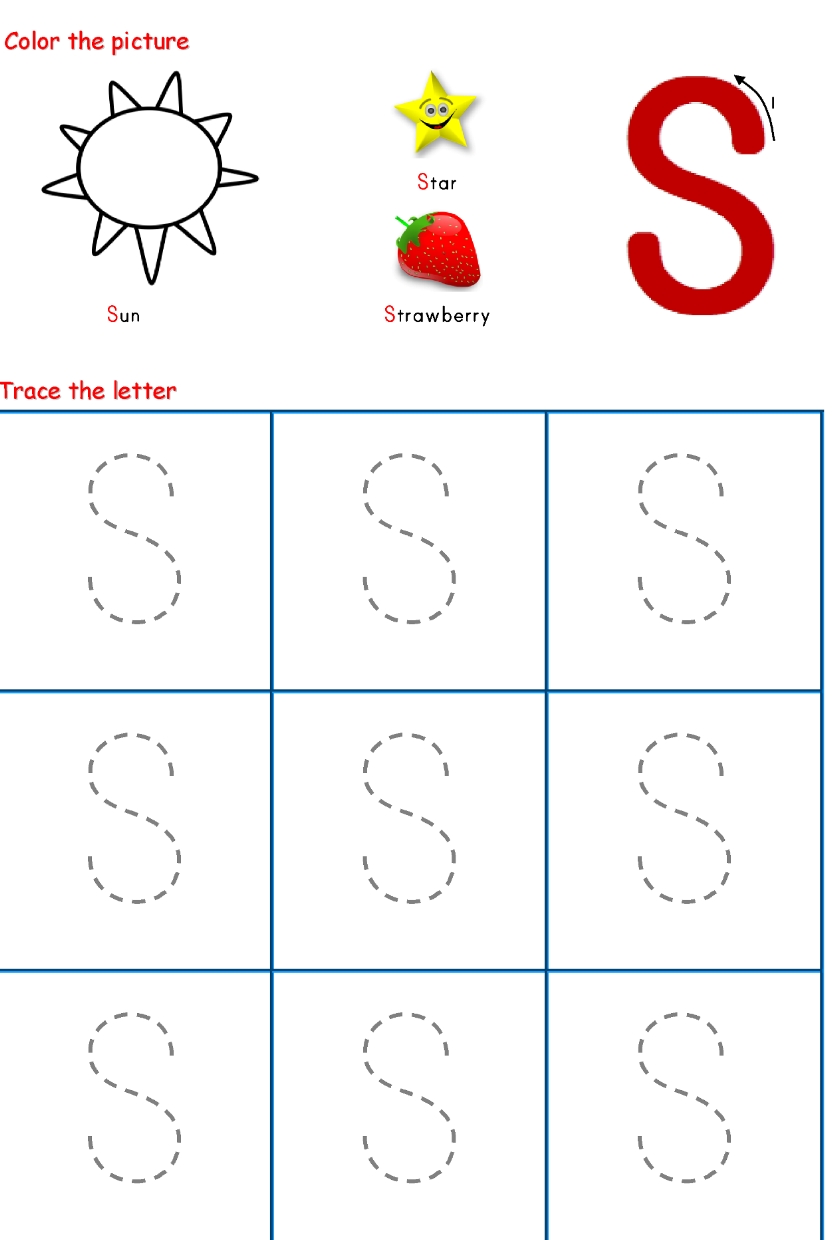 Color the picture
Star
Sun
Strawberry
S
1
Trace the letter
S S S
S S S
S S S